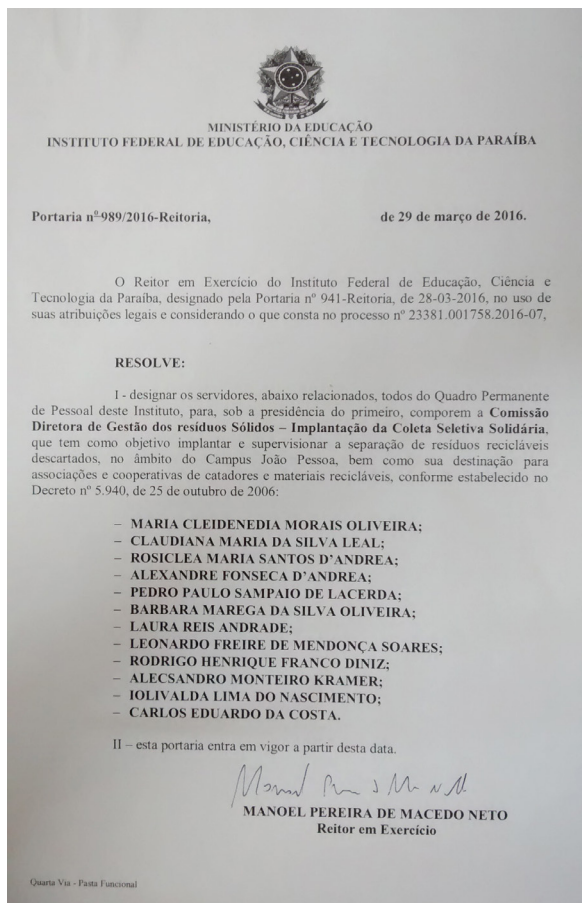 MINISTÉRIO DA EDUCAÇÃO
INSTITUTO FEDERAL DE EDUCAÇÃO, CIÊNCIA E TECNOLOGIA DA PARAÍBA
Portaria nº 989/2016-Reitoria, de 29 de março de 2016.
O Reitor em Exercício do Instituto Federal de Educação, Ciência e
Tecnologia da Paraíba, designado pela Portaria nº 941-Reitoria, de 28-03-2016, no uso de
suas atribuições legais e considerando o que consta no processo nº 23381.001758.2016-07,
RESOLVE:
I - designar os servidores, abaixo relacionados, todos do Quadro Permanente
de Pessoal deste Instituto, para, sob a presidência do primeiro, comporem a Comissão
Diretora de Gestão dos resíduos Sólidos – Implantação da Coleta Seletiva Solidária,
que tem como objetivo implantar e supervisionar a separação de resíduos recicláveis
descartados, no âmbito do Campus João Pessoa, bem como sua destinação para
associações e cooperativas de catadores e materiais recicláveis, conforme estabelecido no
Decreto nº 5.940, de 25 de outubro de 2006:
– MARIA CLEIDENEDIA MORAIS OLIVEIRA;
– CLAUDIANA MARIA DA SILVA LEAL;
– ROSICLEA MARIA SANTOS D'ANDREA;
– ALEXANDRE FONSECA D'ANDREA;
– PEDRO PAULO SAMPAIO DE LACERDA;
– BARBARA MAREGA DA SILVA OLIVEIRA;
– LAURA REIS ANDRADE;
– LEONARDO FREIRE DE MENDONÇA SOARES;
– RODRIGO HENRIQUE FRANCO DINIZ;
– ALECSANDRO MONTEIRO KRAMER;
– IOLIVALDA LIMA DO NASCIMENTO;
– CARLOS EDUARDO DA COSTA.
II – esta portaria entra em vigor a partir desta data.
MANOEL PEREIRA DE MACEDO NETO
Reitor em Exercício
Quarta Via - Pasta Funcional